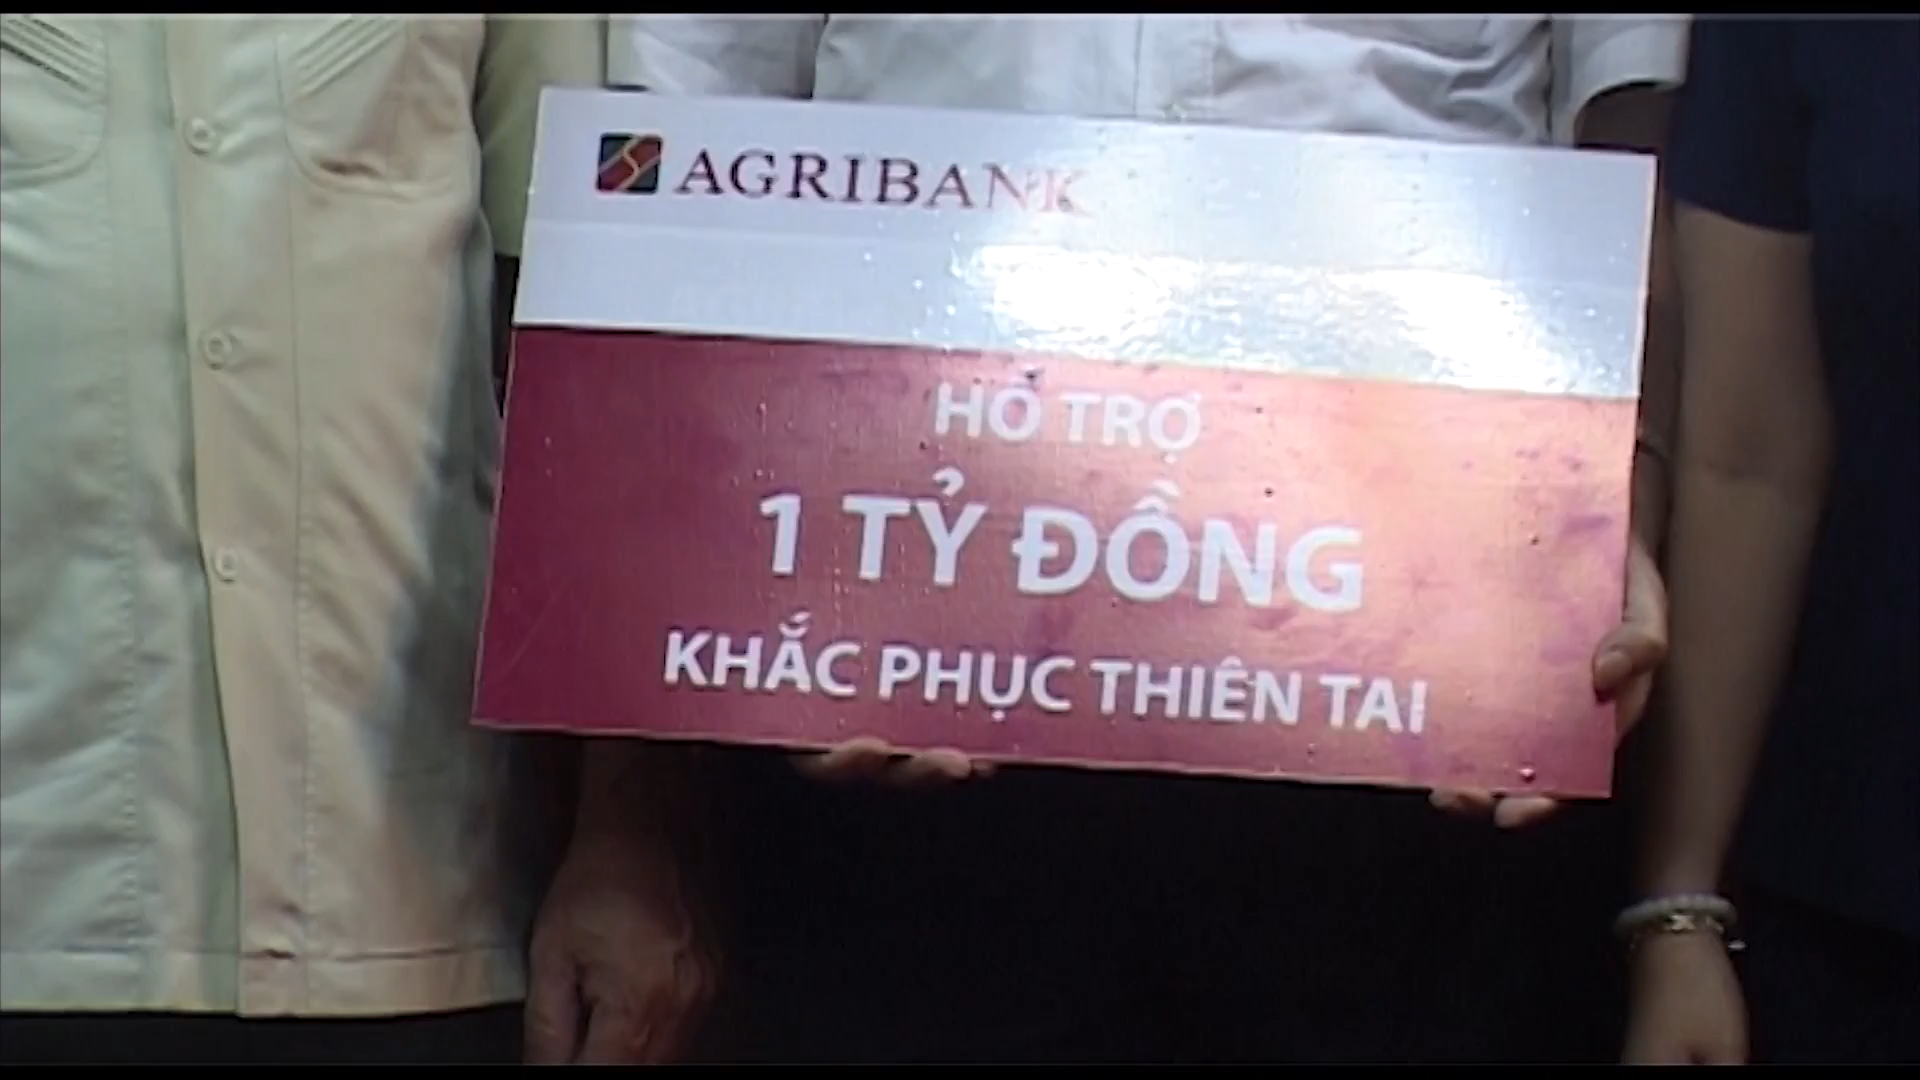 AGRIBANK
HỖ TRỢ
1 TỶ ĐỒNG
KHẮC PHỤC THIÊN TAI